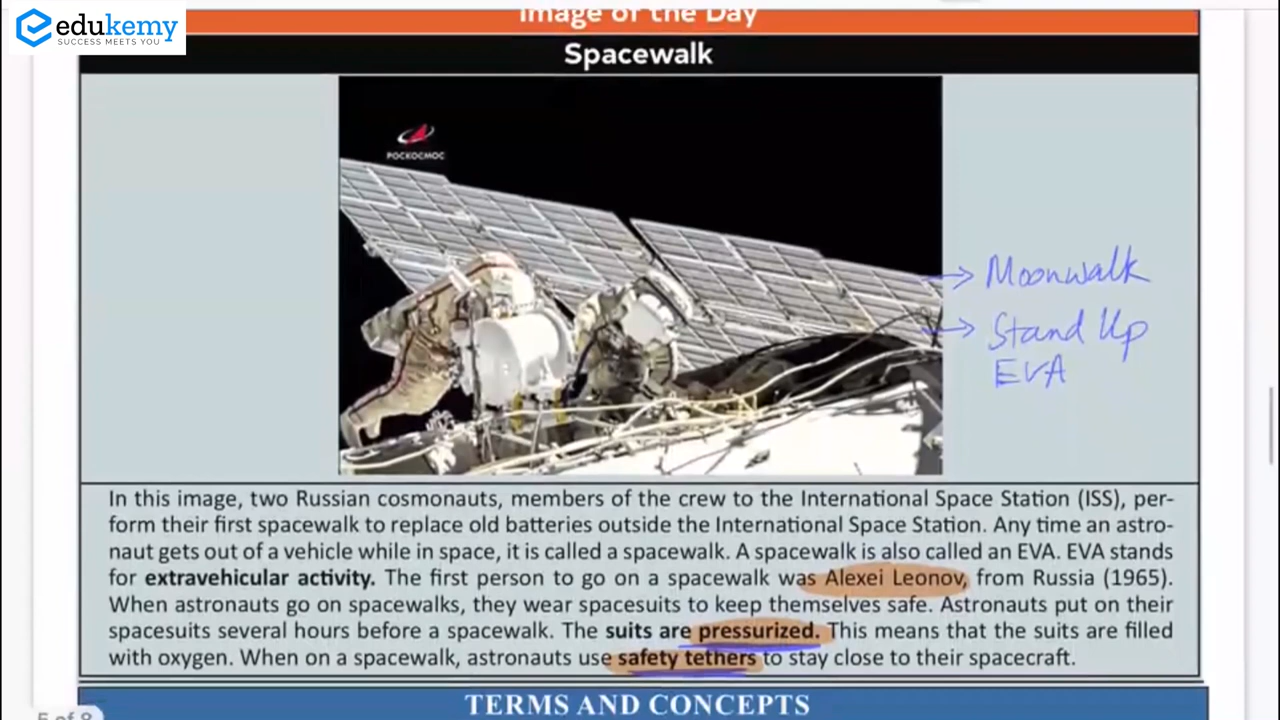 edukemy
SUCCESS MEETS YOU
Image of the Day
Spacewalk
РОСКОСМОС
Moonwalk
Stand Up
EVA
In this image, two Russian cosmonauts, members of the crew to the International Space Station (ISS), per-
form their first spacewalk to replace old batteries outside the International Space Station. Any time an astro-
naut gets out of a vehicle while in space, it is called a spacewalk. A spacewalk is also called an EVA. EVA stands
for extravehicular activity. The first person to go on a spacewalk was Alexei Leonov, from Russia (1965).
When astronauts go on spacewalks, they wear spacesuits to keep themselves safe. Astronauts put on their
spacesuits several hours before a spacewalk. The suits are pressurized. This means that the suits are filled
with oxygen. When on a spacewalk, astronauts use safety tethers to stay close to their spacecraft.
TERMS AND CONCEPTS
5 of 8